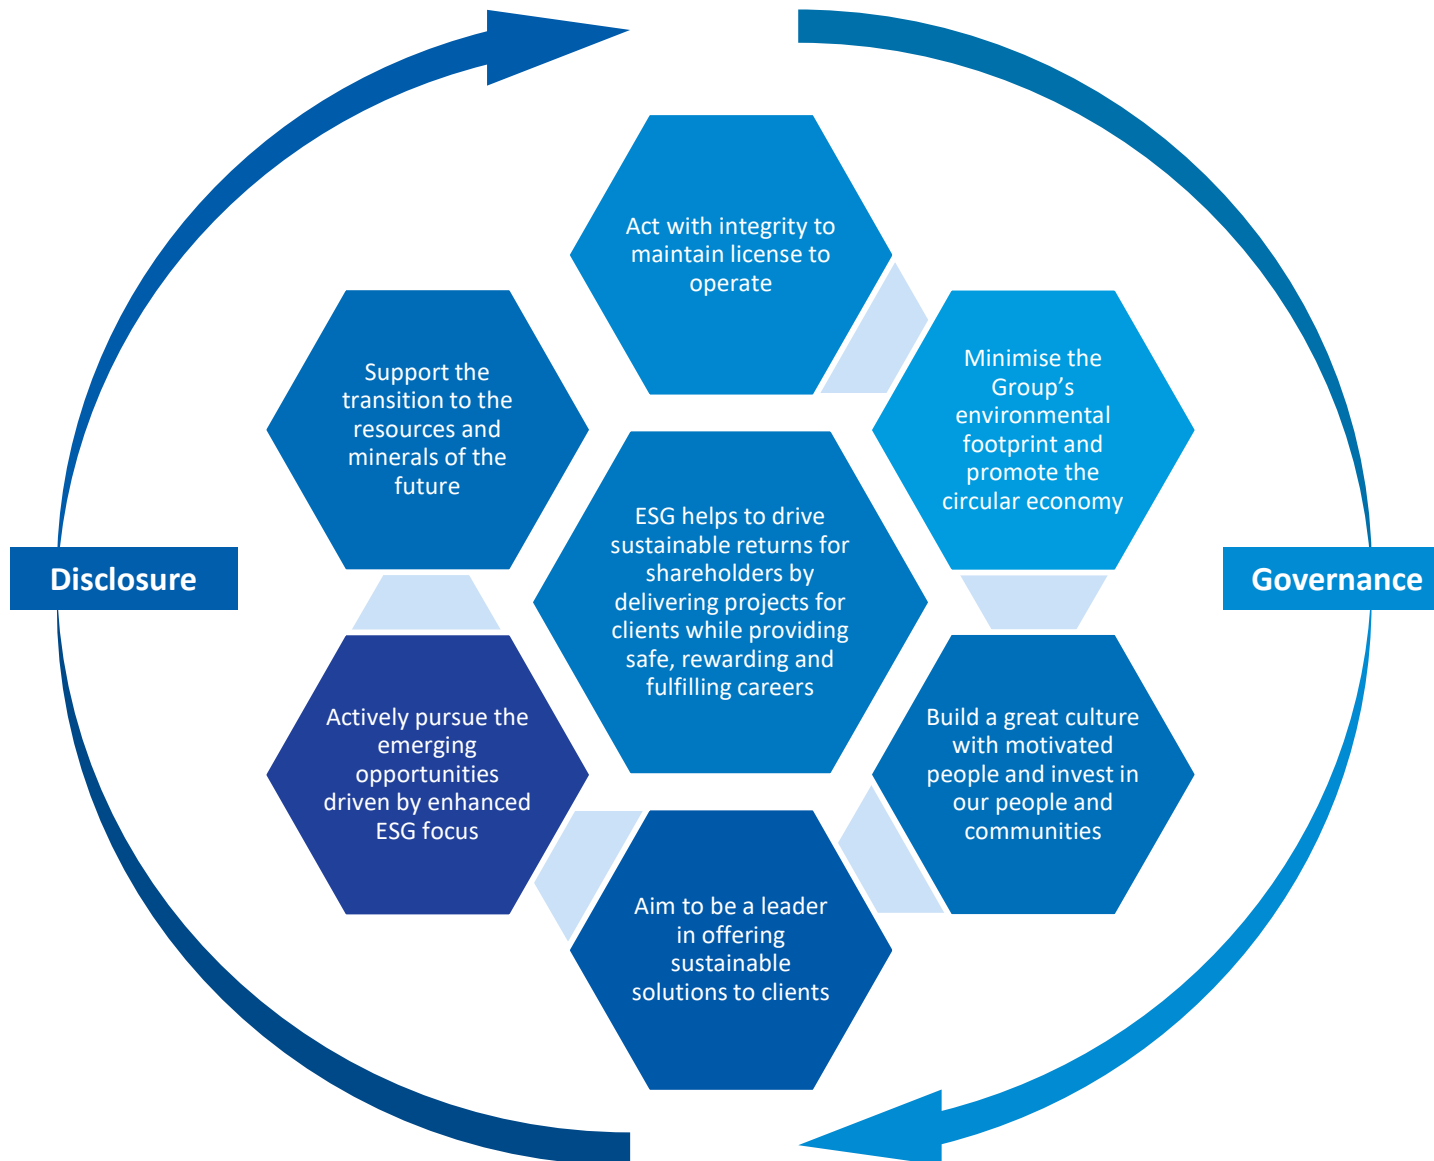 Act with integrity to
maintain license to
operate
Support the
transition to the
resources and
minerals of the
future
Minimise the
Group’s
environmental
footprint and
promote the
circular economy
ESG helps to drive
sustainable returns for
shareholders by
delivering projects for
clients while providing
safe, rewarding and
fulfilling careers
Disclosure
Governance
Actively pursue the
emerging
opportunities
driven by enhanced
ESG focus
Build a great culture
with motivated
people and invest in
our people and
communities
Aim to be a leader
in offering
sustainable
solutions to clients